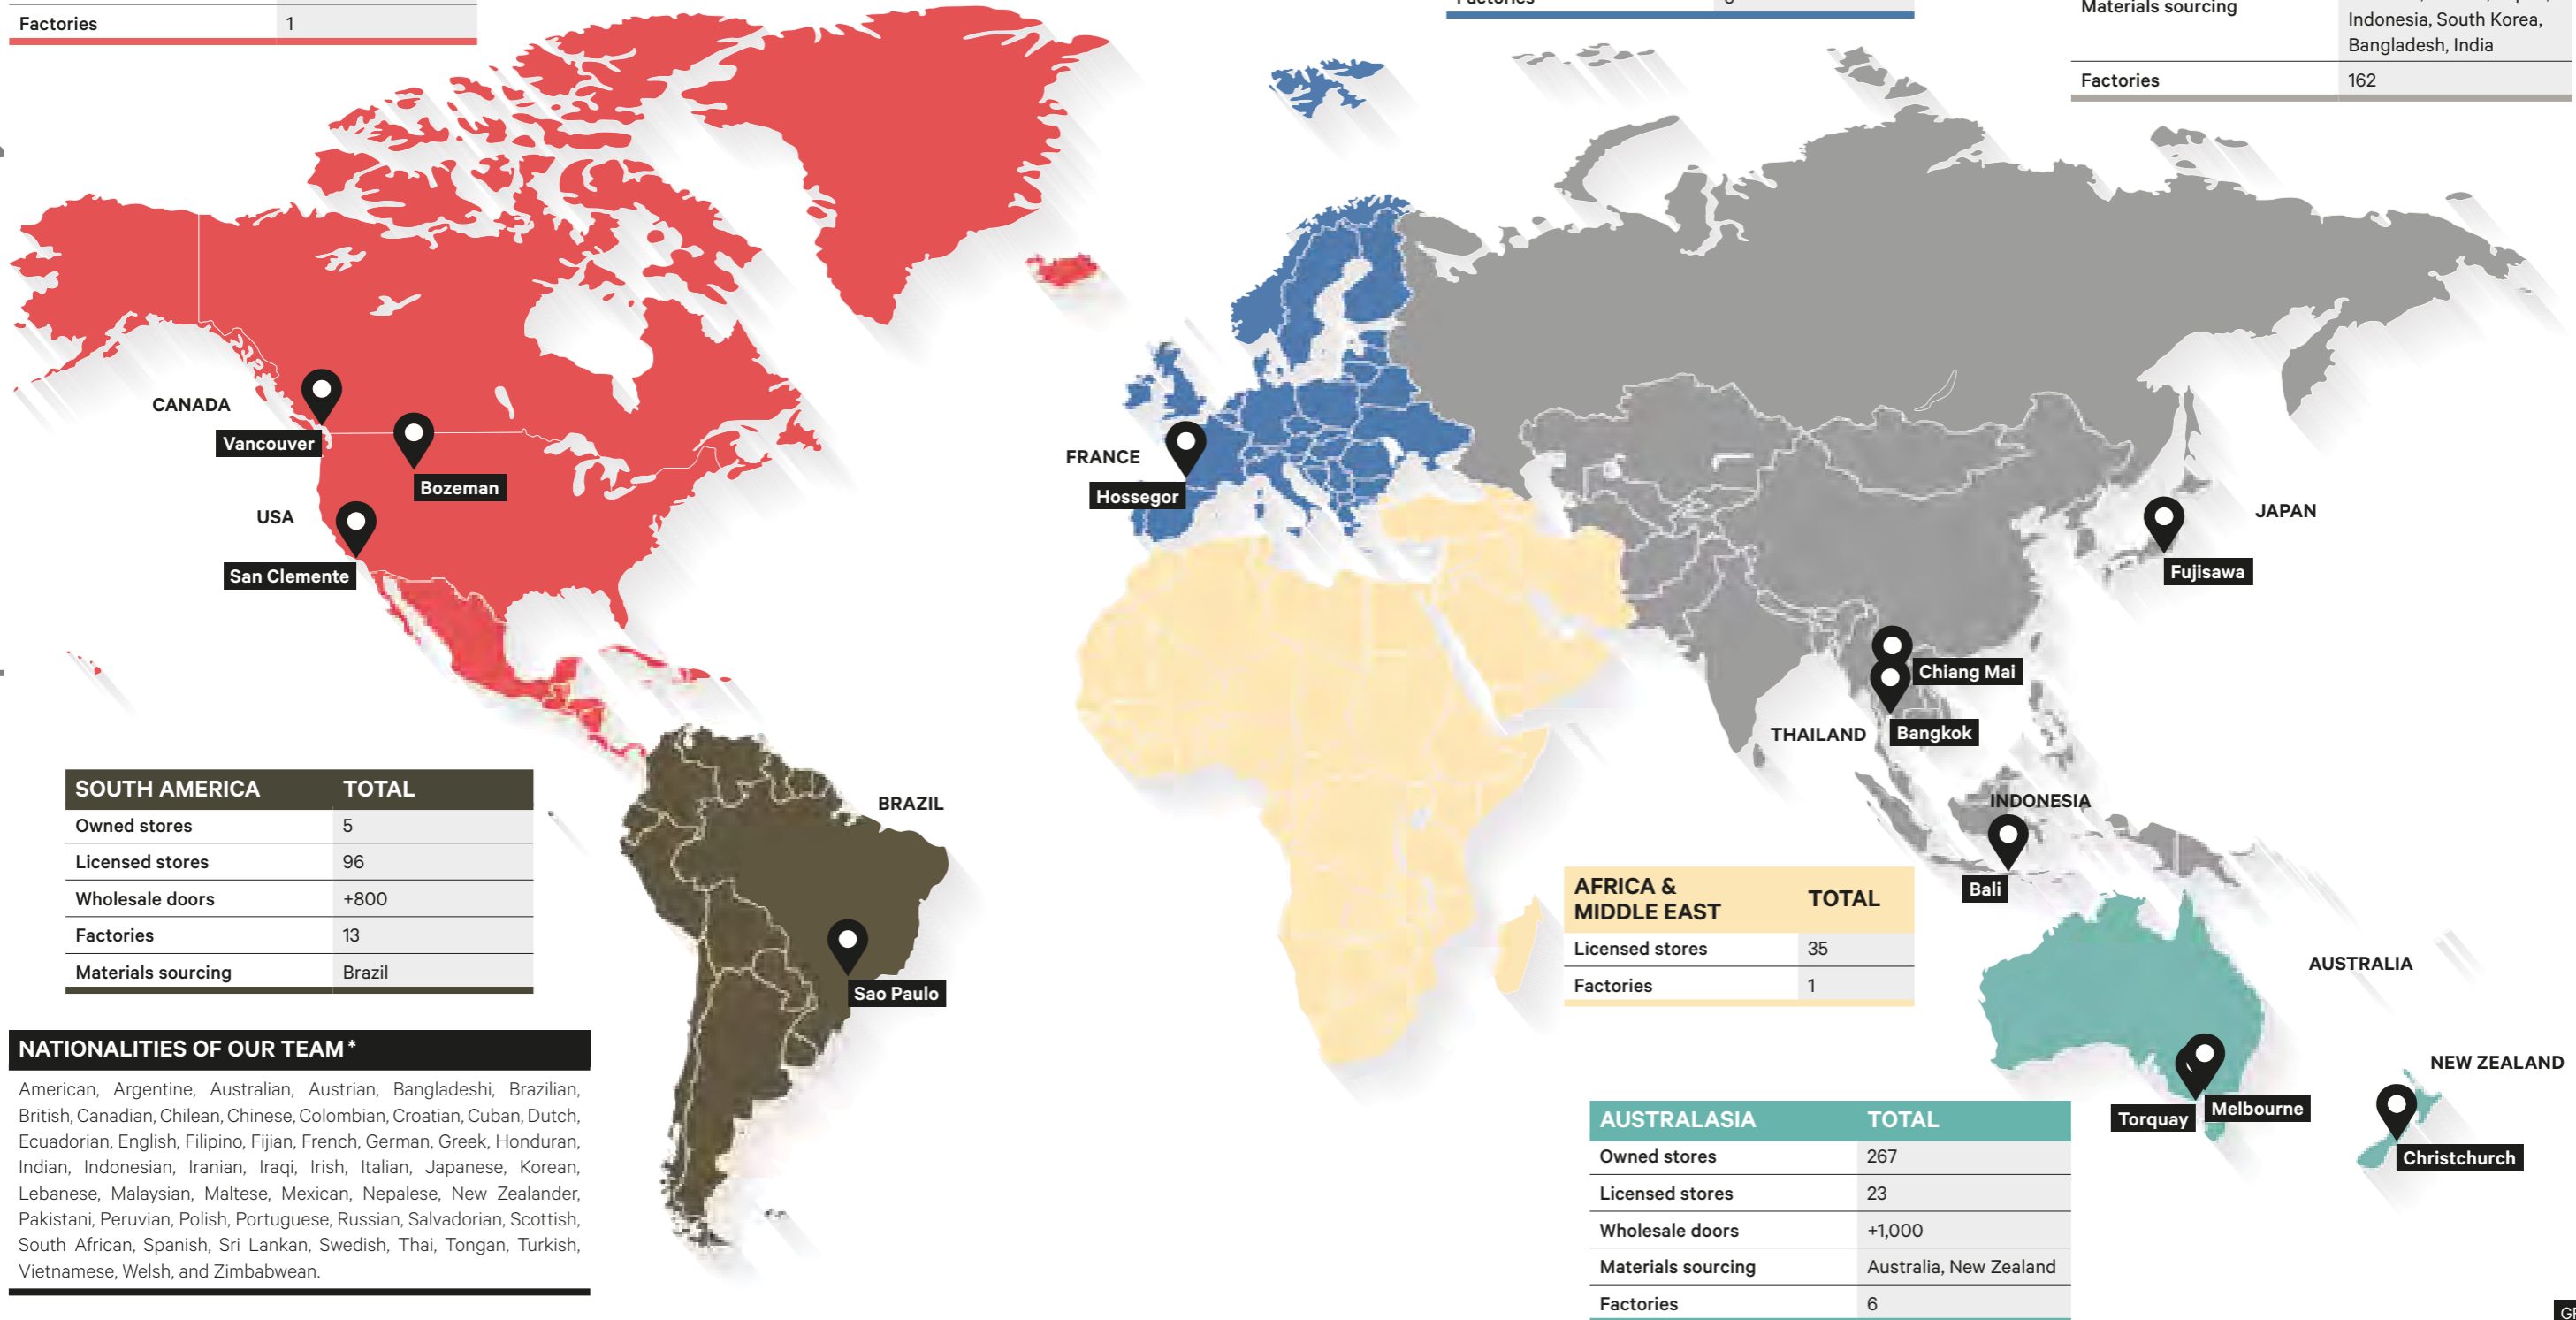 Factories 1
Materials sourcing
Indonesia, South Korea,
Bangladesh, India
Factories 162
CANADA
Vancouver
Bozeman
USA
San Clemente
FRANCE
Hossegor
JAPAN
Fujisawa
Chiang Mai
THAILAND
Bangkok
INDONESIA
Bali
BRAZIL
Sao Paulo
SOUTH AMERICA TOTAL
Owned stores 5
Licensed stores 96
Wholesale doors +800
Factories 13
Materials sourcing Brazil
AFRICA &
MIDDLE EAST TOTAL
Licensed stores 35
Factories 1
AUSTRALIA
NEW ZEALAND
Torquay
Melbourne
Christchurch
NATIONALITIES OF OUR TEAM*
American, Argentine, Australian, Austrian, Bangladeshi, Brazilian,
British, Canadian, Chilean, Chinese, Colombian, Croatian, Cuban, Dutch,
Ecuadorian, English, Filipino, Fijian, French, German, Greek, Honduran,
Indian, Indonesian, Iranian, Iraqi, Irish, Italian, Japanese, Korean,
Lebanese, Malaysian, Maltese, Mexican, Nepalese, New Zealander,
Pakistani, Peruvian, Polish, Portuguese, Russian, Salvadorian, Scottish,
South African, Spanish, Sri Lankan, Swedish, Thai, Tongan, Turkish,
Vietnamese, Welsh, and Zimbabwean.
AUSTRALASIA TOTAL
Owned stores 267
Licensed stores 23
Wholesale doors +1,000
Materials sourcing Australia, New Zealand
Factories 6